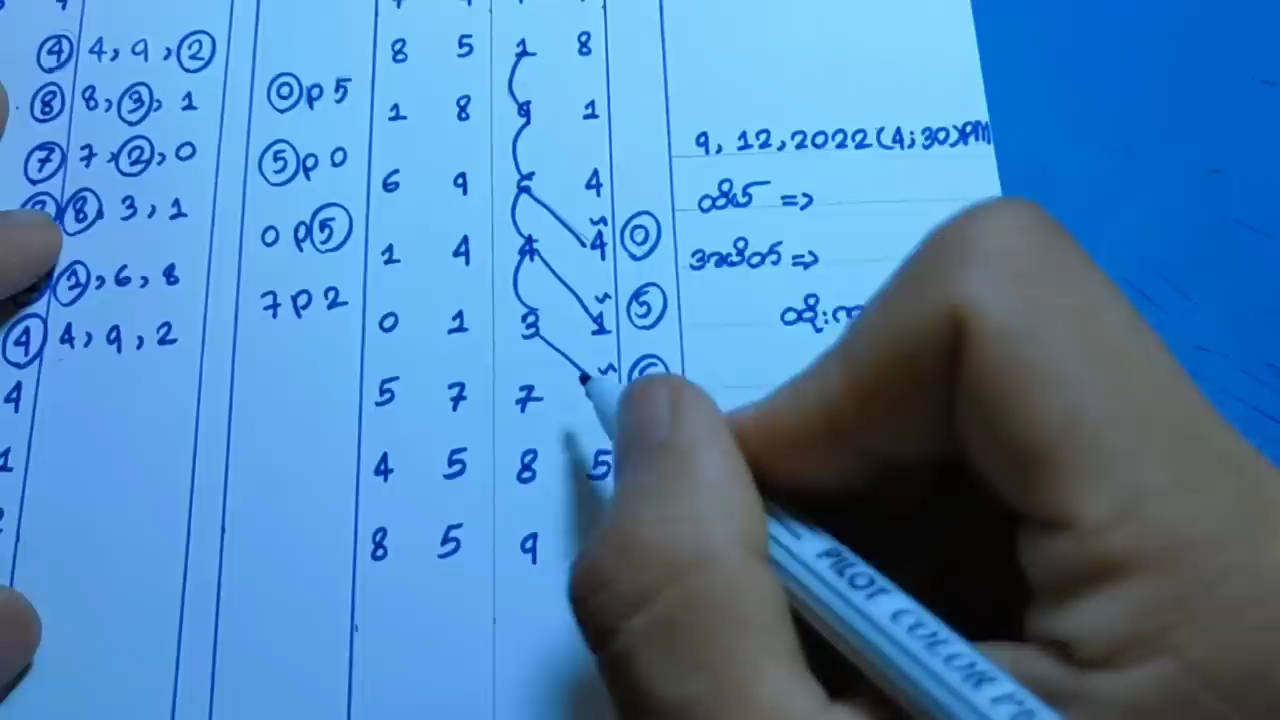 ④ 4, 9, ②
⑧ 8, ③, 1
⑦ 7, ②, 0
⑧ 3, 1
③, 6, 8
④ 4, 9, 2
4
1
⓪ p 5
⑤ p 0
0 p ⑤
7 p 2
8 5 1 8
1 8 9 1
6 9 6 4
1 4 4 4 ⓪
0 1 3 1 ⑤
5 7 7
4 5 8 5
8 5 9
9, 12, 2022 (4;30) PM
ထိပ် =>
အပိတ် =>
PILOT COLOR